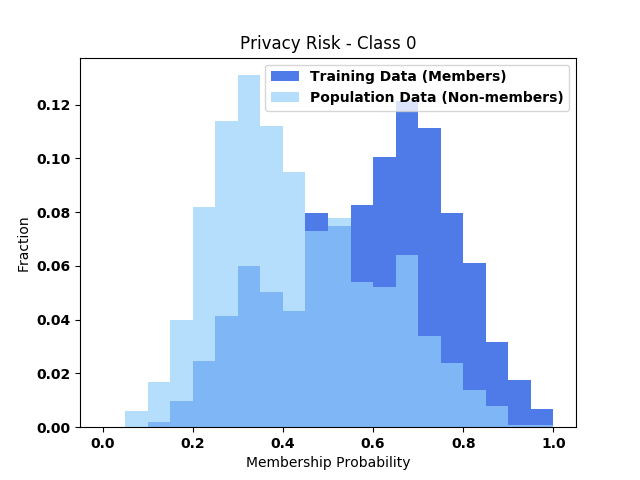 Privacy Risk - Class 0
Training Data (Members)
Population Data (Non-members)
0.12
0.10
0.08
0.06
0.04
0.02
0.00
Fraction
0.0 0.2 0.4 0.6 0.8 1.0
Membership Probability